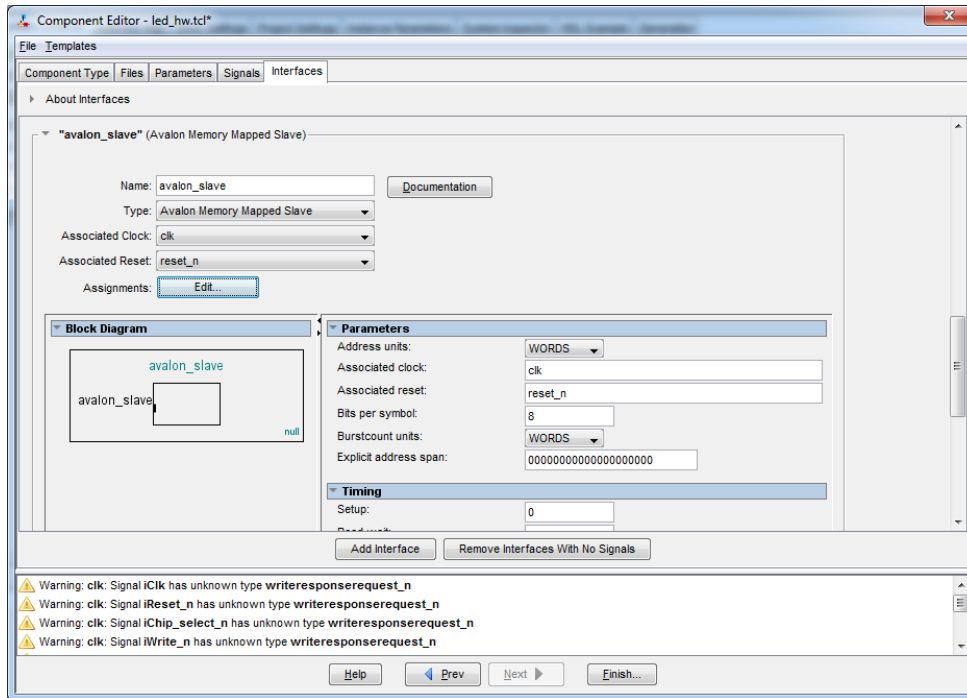 Component Editor - led_hw.tcl*
File Templates
Component Type Files Parameters Signals Interfaces
About Interfaces
"avalon_slave" (Avalon Memory Mapped Slave)
Name: avalon_slave Documentation
Type: Avalon Memory Mapped Slave
Associated Clock: clk
Associated Reset: reset_n
Assignments: Edit...
Block Diagram
avalon_slave
avalon_slave
null
Parameters
Address units: WORDS
Associated clock: clk
Associated reset: reset_n
Bits per symbol: 8
Burstcount units: WORDS
Explicit address span: 00000000000000000000
Timing
Setup: 0
Add Interface Remove Interfaces With No Signals
Warning: clk: Signal iClk has unknown type writeresponserequest_n
Warning: clk: Signal iReset_n has unknown type writeresponserequest_n
Warning: clk: Signal iChip_select_n has unknown type writeresponserequest_n
Warning: clk: Signal iWrite_n has unknown type writeresponserequest_n
Help Prev Next Finish...